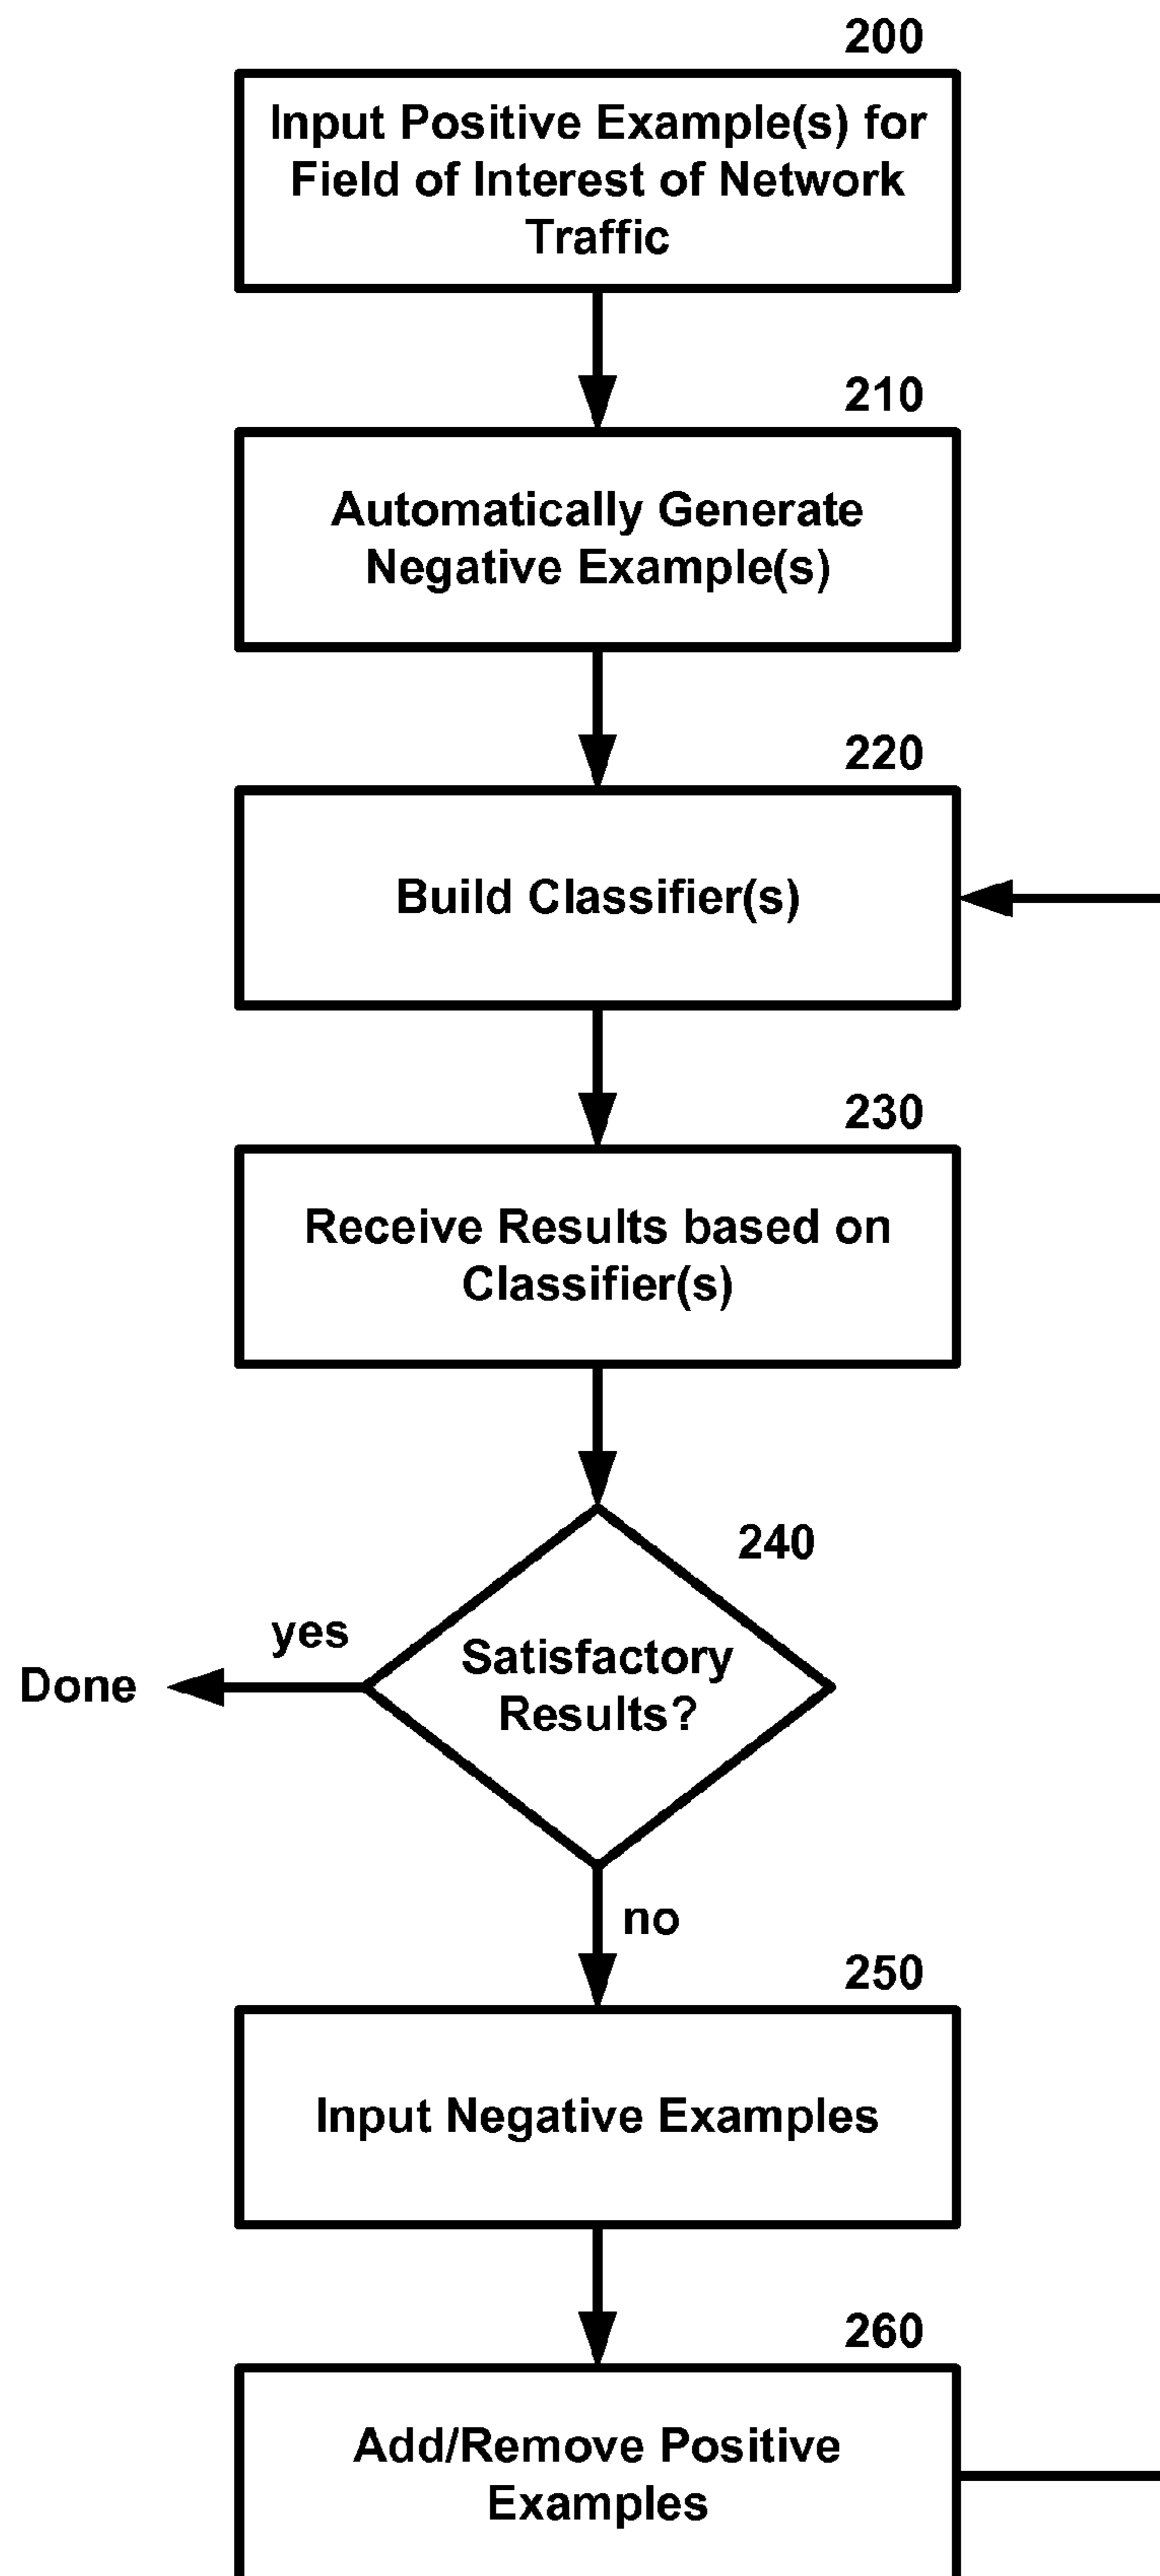 200
Input Positive Example(s) for
Field of Interest of Network
Traffic
210
Automatically Generate
Negative Example(s)
220
Build Classifier(s)
230
Receive Results based on
Classifier(s)
240
yes
Done
Satisfactory
Results?
no
250
Input Negative Examples
260
Add/Remove Positive
Examples